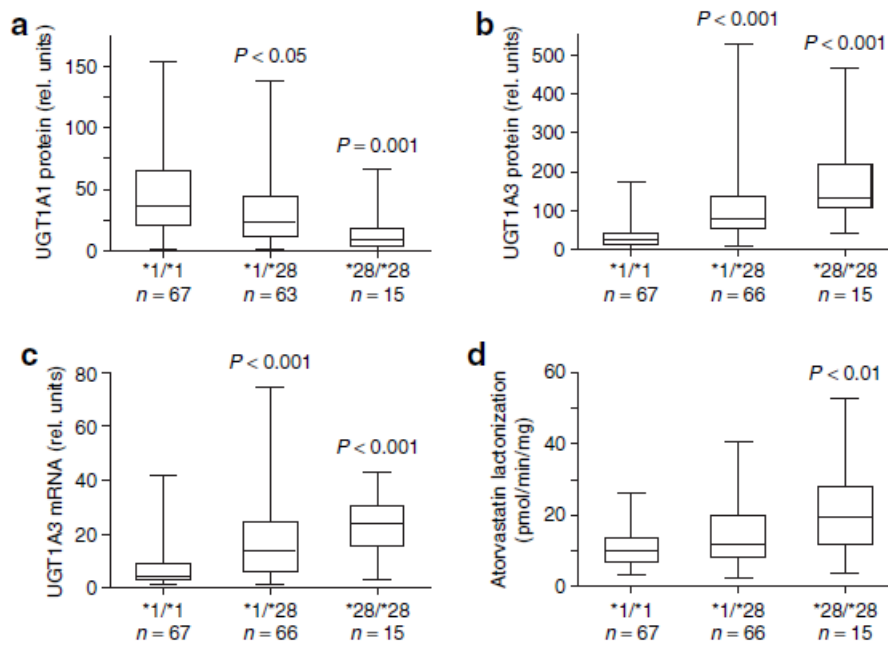 a
UGT1A1 protein (rel. units)
150
100
50
0
P < 0.05
P = 0.001
*1/*1 *1/*28 *28/*28
n = 67 n = 63 n = 15
b
UGT1A3 protein (rel. units)
500
400
300
200
100
0
P < 0.001
P < 0.001
*1/*1 *1/*28 *28/*28
n = 67 n = 66 n = 15
c
UGT1A3 mRNA (rel. units)
80
60
40
20
0
P < 0.001
P < 0.001
*1/*1 *1/*28 *28/*28
n = 67 n = 66 n = 15
d
Atorvastatin lactonization
(pmol/min/mg)
60
40
20
0
P < 0.01
*1/*1 *1/*28 *28/*28
n = 67 n = 66 n = 15